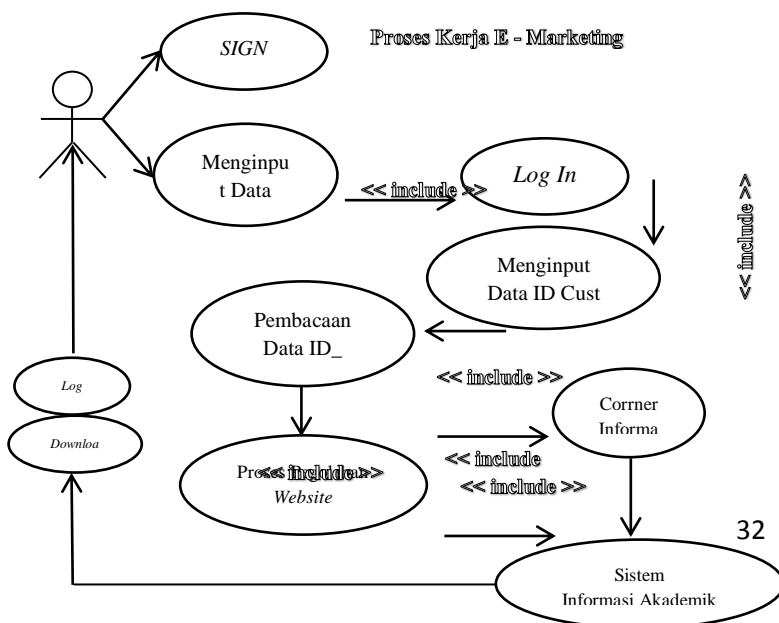 SIGN
Proses Kerja E - Marketing
Menginpu
t Data
<< include >>
Log In
<< include >>
Menginput
Data ID Cust
Pembacaan
Data ID_
<< include >>
Log
Downloa
Corrner
Informa
<< include
<< include >>
<< include >>
Website
32
Sistem
Informasi Akademik